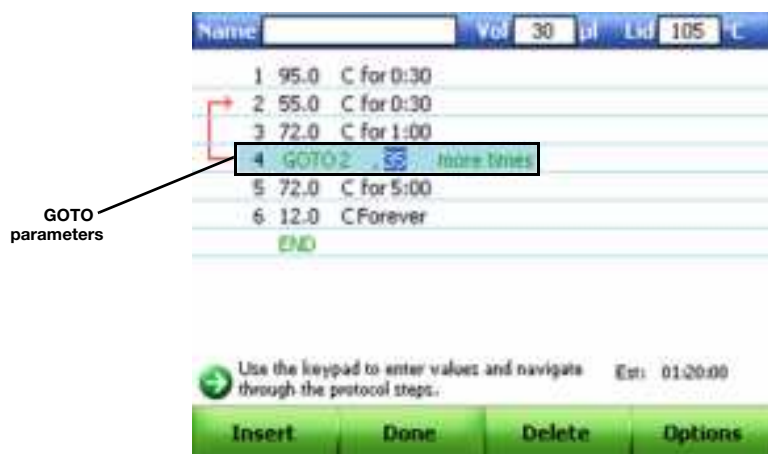 Name Vol 30 µl Lid 105 °C
1 95.0 C for 0:30
2 55.0 C for 0:30
3 72.0 C for 1:00
4 GOTO 2 , more times
5 72.0 C for 5:00
6 12.0 C Forever
END
GOTO
parameters
Use the keypad to enter values and navigate Est: 01:20:00
through the protocol steps.
Insert Done Delete Options